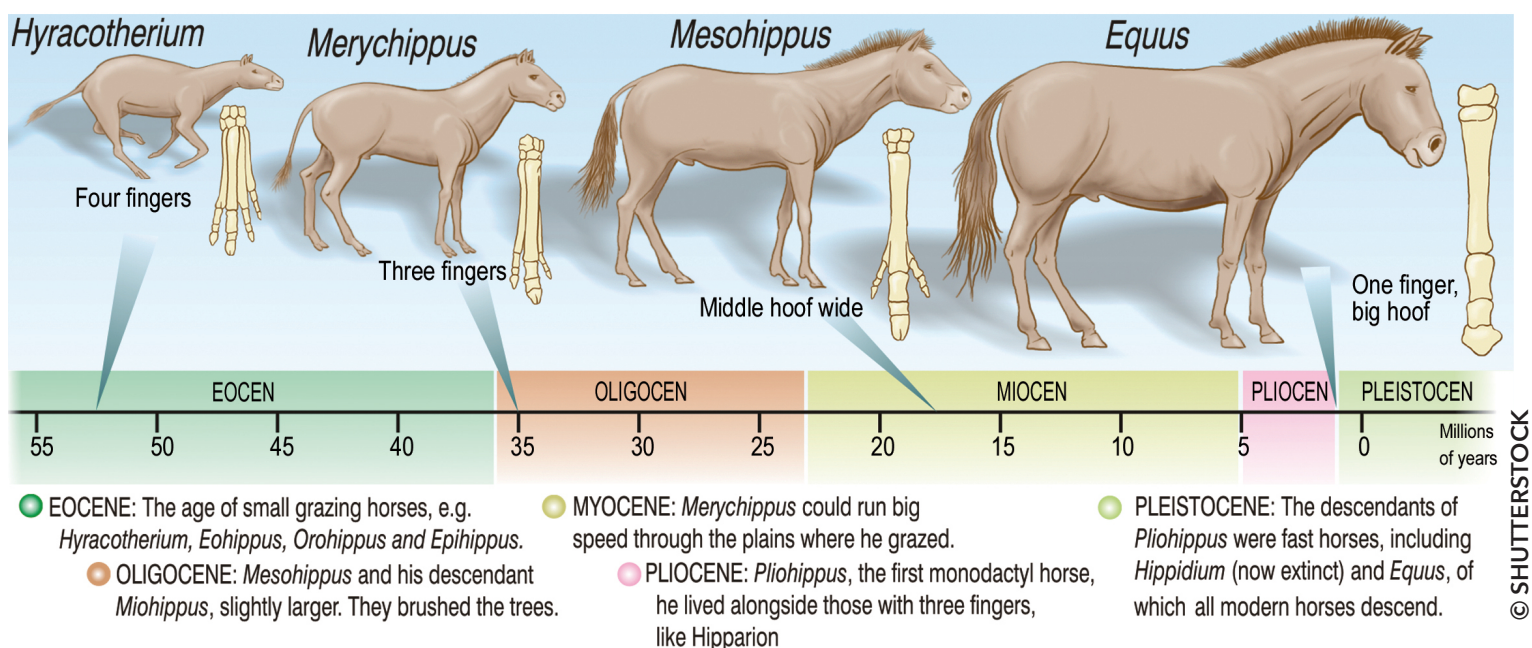 Hyracotherium
Merychippus
Mesohippus
Equus
Four fingers
Three fingers
Middle hoof wide
One finger,
big hoof
EOCEN
OLIGOCEN
MIOCEN
PLIOCEN
PLEISTOCEN
55
50
45
40
35
30
25
20
15
10
5
0
Millions
of years
EOCENE: The age of small grazing horses, e.g.
Hyracotherium, Eohippus, Orohippus and Epihippus.
OLIGOCENE: Mesohippus and his descendant
Miohippus, slightly larger. They brushed the trees.
MYOCENE: Merychippus could run big
speed through the plains where he grazed.
PLIOCENE: Pliohippus, the first monodactyl horse,
he lived alongside those with three fingers,
like Hipparion
PLEISTOCENE: The descendants of
Pliohippus were fast horses, including
Hippidium (now extinct) and Equus, of
which all modern horses descend.
© SHUTTERSTOCK